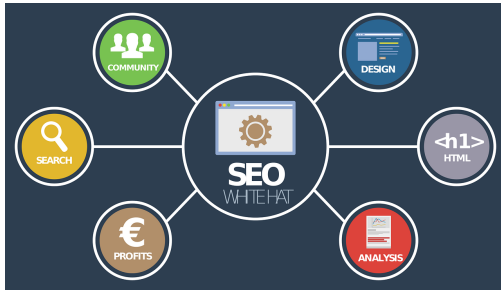 COMMUNITY
DESIGN
SEARCH
SEO
WHITE HAT
<h1>
HTML
€
PROFITS
ANALYSIS